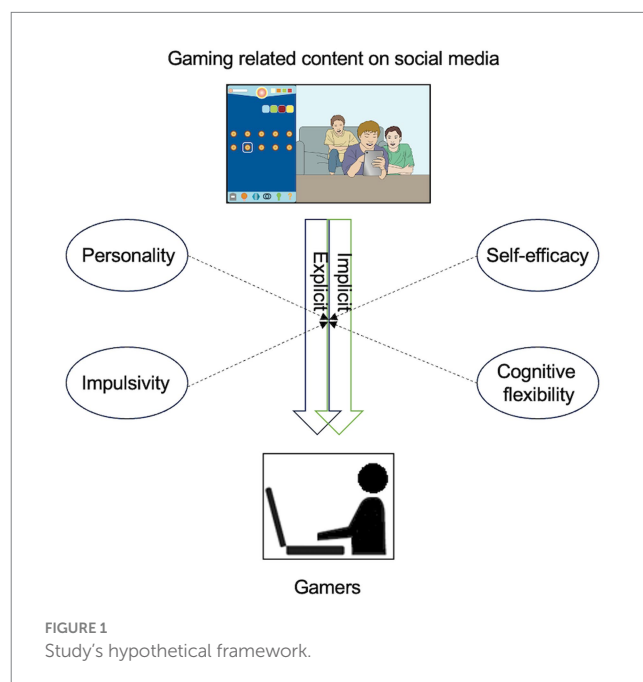 Gaming related content on social media
Personality
Self-efficacy
Explicit
Implicit
Impulsivity
Cognitive
flexibility
Gamers
FIGURE 1
Study's hypothetical framework.